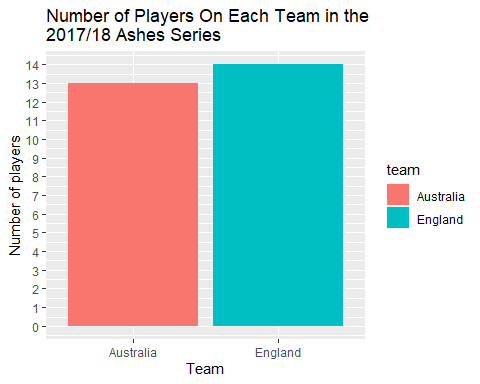 Number of Players On Each Team in the
2017/18 Ashes Series
Number of players
14
13
12
11
10
9
8
7
6
5
4
3
2
1
0
Australia England
Team
team
Australia
England